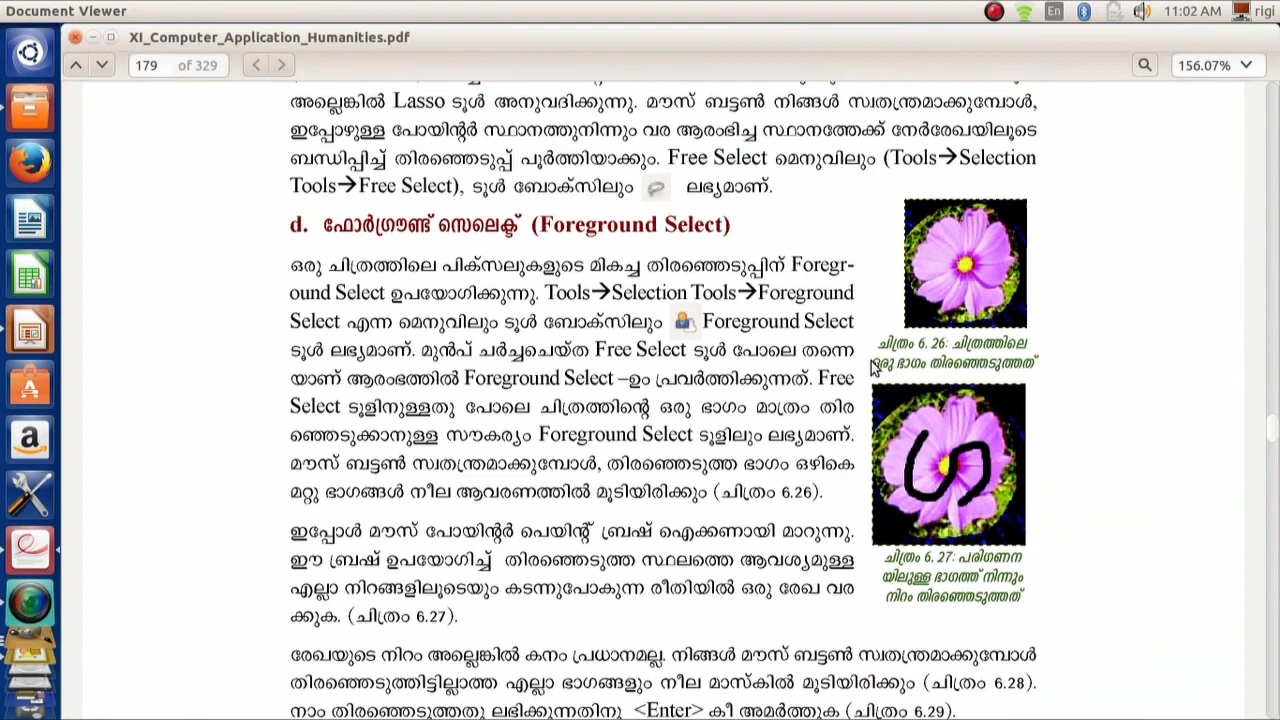 Document Viewer
En
11:02 AM
rigi
XI_Computer_Application_Humanities.pdf
179 of 329
156.07%
അല്ലെങ്കിൽ Lasso ടൂൾ അനുവദിക്കുന്നു. മൗസ് ബട്ടൺ നിങ്ങൾ സ്വതന്ത്രമാക്കുമ്പോൾ,
ഇപ്പോഴുള്ള പോയിന്റർ സ്ഥാനത്തുനിന്നും വര ആരംഭിച്ച സ്ഥാനത്തേക്ക് നേർരേഖയിലൂടെ
ബന്ധിപ്പിച്ച് തിരഞ്ഞെടുപ്പ് പൂർത്തിയാക്കും. Free Select മെനുവിലും (Tools→Selection
Tools→Free Select), ടൂൾ ബോക്സിലും ലഭ്യമാണ്.
d. ഫോർഗ്രൗണ്ട് സെലെക്ട് (Foreground Select)
ഒരു ചിത്രത്തിലെ പിക്സലുകളുടെ മികച്ച തിരഞ്ഞെടുപ്പിന് Foregr-
ound Select ഉപയോഗിക്കുന്നു. Tools→Selection Tools→Foreground
Select എന്ന മെനുവിലും ടൂൾ ബോക്സിലും Foreground Select
ടൂൾ ലഭ്യമാണ്. മുൻപ് ചർച്ചചെയ്ത Free Select ടൂൾ പോലെ തന്നെ
യാണ് ആരംഭത്തിൽ Foreground Select –ഉം പ്രവർത്തിക്കുന്നത്. Free
Select ടൂളിനുള്ളതു പോലെ ചിത്രത്തിന്റെ ഒരു ഭാഗം മാത്രം തിര
ഞ്ഞെടുക്കാനുള്ള സൗകര്യം Foreground Select ടൂളിലും ലഭ്യമാണ്.
മൗസ് ബട്ടൺ സ്വതന്ത്രമാക്കുമ്പോൾ, തിരഞ്ഞെടുത്ത ഭാഗം ഒഴികെ
മറ്റു ഭാഗങ്ങൾ നീല ആവരണത്തിൽ മൂടിയിരിക്കും (ചിത്രം 6.26).
ചിത്രം 6. 26: ചിത്രത്തിലെ
ഒരു ഭാഗം തിരഞ്ഞെടുത്തത്
ഇപ്പോൾ മൗസ് പോയിന്റർ പെയിന്റ് ബ്രഷ് ഐക്കണായി മാറുന്നു.
ഈ ബ്രഷ് ഉപയോഗിച്ച് തിരഞ്ഞെടുത്ത സ്ഥലത്തെ ആവശ്യമുള്ള
എല്ലാ നിറങ്ങളിലൂടെയും കടന്നുപോകുന്ന രീതിയിൽ ഒരു രേഖ വര
ക്കുക. (ചിത്രം 6.27).
ചിത്രം 6. 27: പരിഗണന
യിലുള്ള ഭാഗത്ത് നിന്നും
നിറം തിരഞ്ഞെടുത്തത്
രേഖയുടെ നിറം അല്ലെങ്കിൽ കനം പ്രധാനമല്ല. നിങ്ങൾ മൗസ് ബട്ടൺ സ്വതന്ത്രമാക്കുമ്പോൾ
തിരഞ്ഞെടുത്തിട്ടില്ലാത്ത എല്ലാ ഭാഗങ്ങളും നീല മാസ്കിൽ മൂടിയിരിക്കും (ചിത്രം 6.28).
നാം തിരഞ്ഞെടുത്തതു ലഭിക്കുന്നതിനു <Enter> കീ അമർത്തുക (ചിത്രം 6.29).